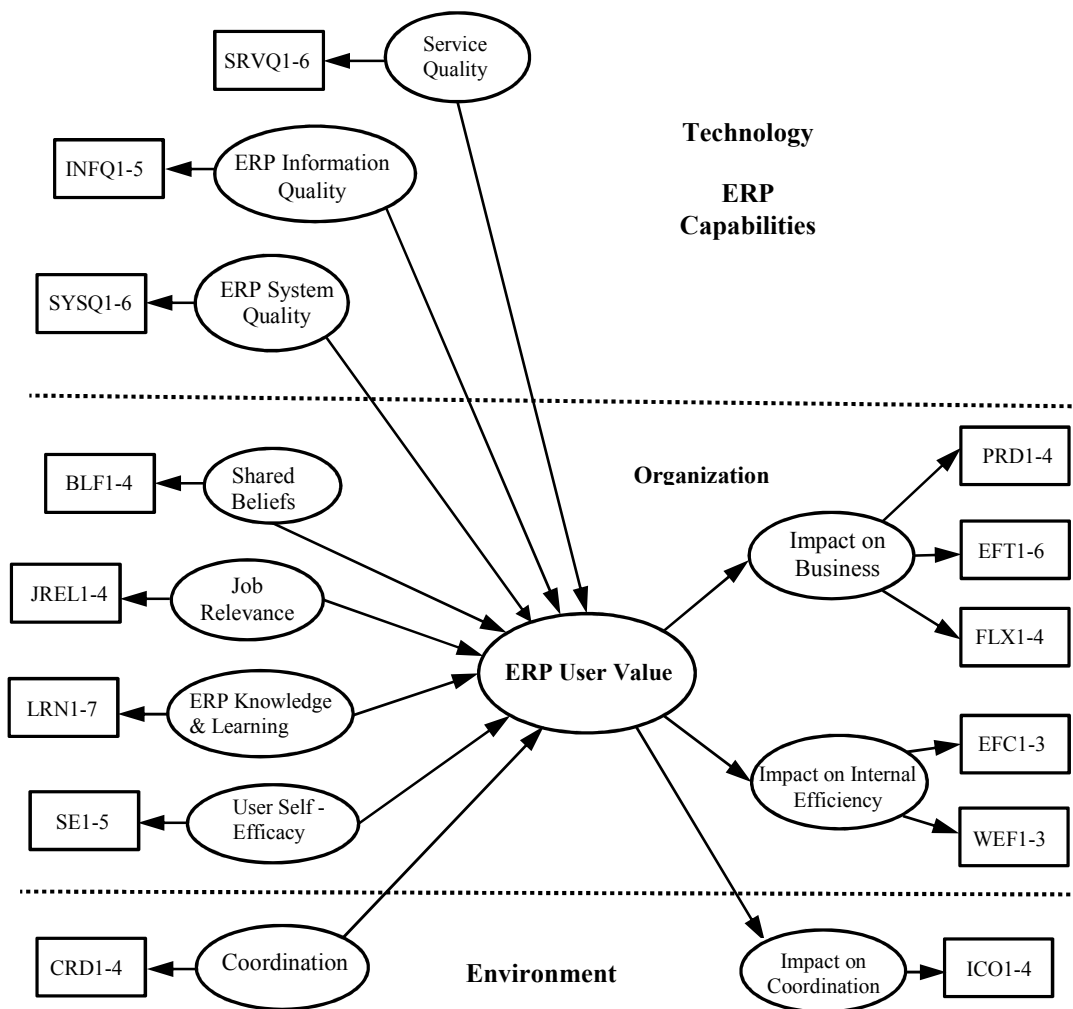 Service
Quality
SRVQ1-6
Technology
ERP Information
Quality
INFQ1-5
ERP
Capabilities
ERP System
Quality
SYSQ1-6
Shared
Beliefs
BLF1-4
Organization
PRD1-4
Impact on
Business
EFT1-6
Job
Relevance
JREL1-4
FLX1-4
ERP User Value
ERP Knowledge
& Learning
LRN1-7
EFC1-3
Impact on Internal
Efficiency
User Self -
Efficacy
SE1-5
WEF1-3
Coordination
CRD1-4
Environment
Impact on
Coordination
ICO1-4